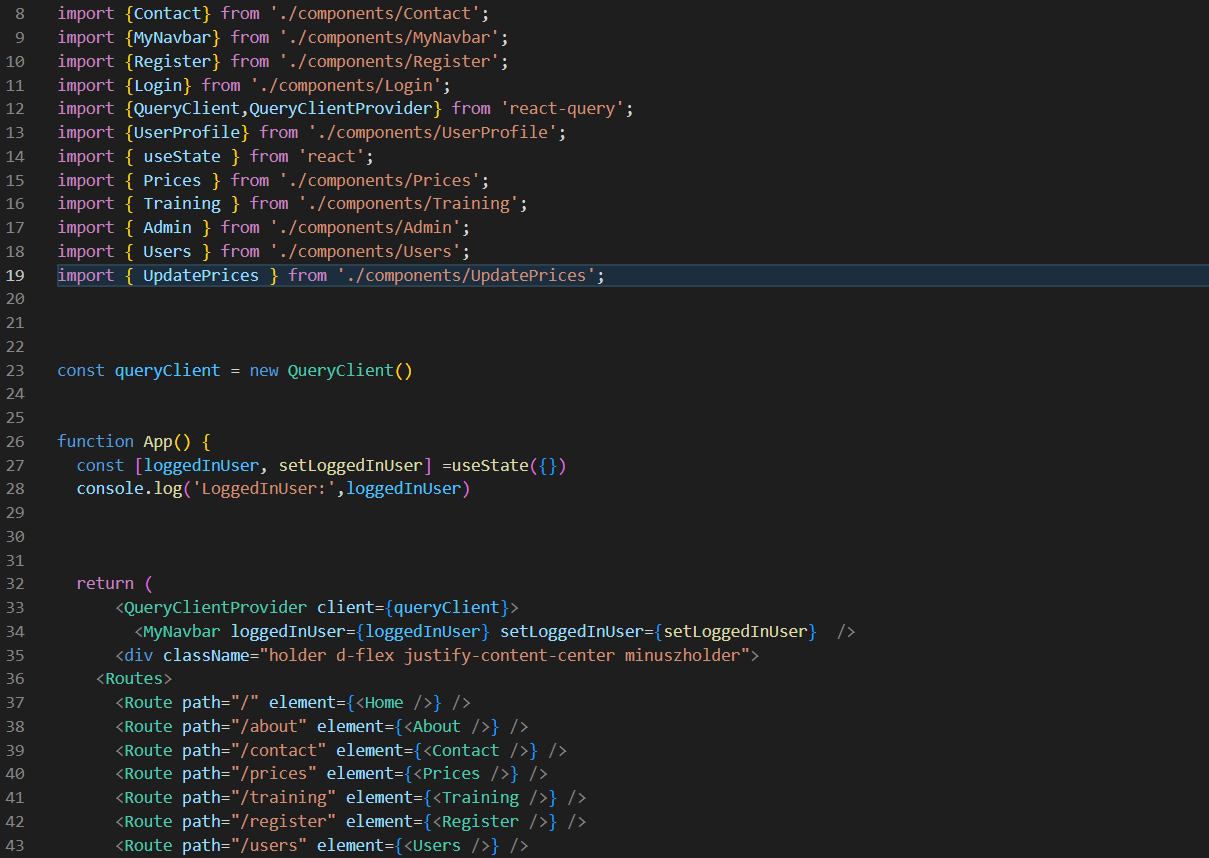 8 import {Contact} from './components/Contact';
9 import {MyNavbar} from './components/MyNavbar';
10 import {Register} from './components/Register';
11 import {Login} from './components/Login';
12 import {QueryClient,QueryClientProvider} from 'react-query';
13 import {UserProfile} from './components/UserProfile';
14 import { useState } from 'react';
15 import { Prices } from './components/Prices';
16 import { Training } from './components/Training';
17 import { Admin } from './components/Admin';
18 import { Users } from './components/Users';
19 import { UpdatePrices } from './components/UpdatePrices';
20
21
22
23 const queryClient = new QueryClient()
24
25
26 function App() {
27   const [loggedInUser, setLoggedInUser] =useState({})
28   console.log('LoggedInUser:',loggedInUser)
29
30
31
32   return (
33       <QueryClientProvider client={queryClient}>
34         <MyNavbar loggedInUser={loggedInUser} setLoggedInUser={setLoggedInUser}  />
35       <div className="holder d-flex justify-content-center minuszholder">
36     <Routes>
37       <Route path="/" element={<Home />} />
38       <Route path="/about" element={<About />} />
39       <Route path="/contact" element={<Contact />} />
40       <Route path="/prices" element={<Prices />} />
41       <Route path="/training" element={<Training />} />
42       <Route path="/register" element={<Register />} />
43       <Route path="/users" element={<Users />} />